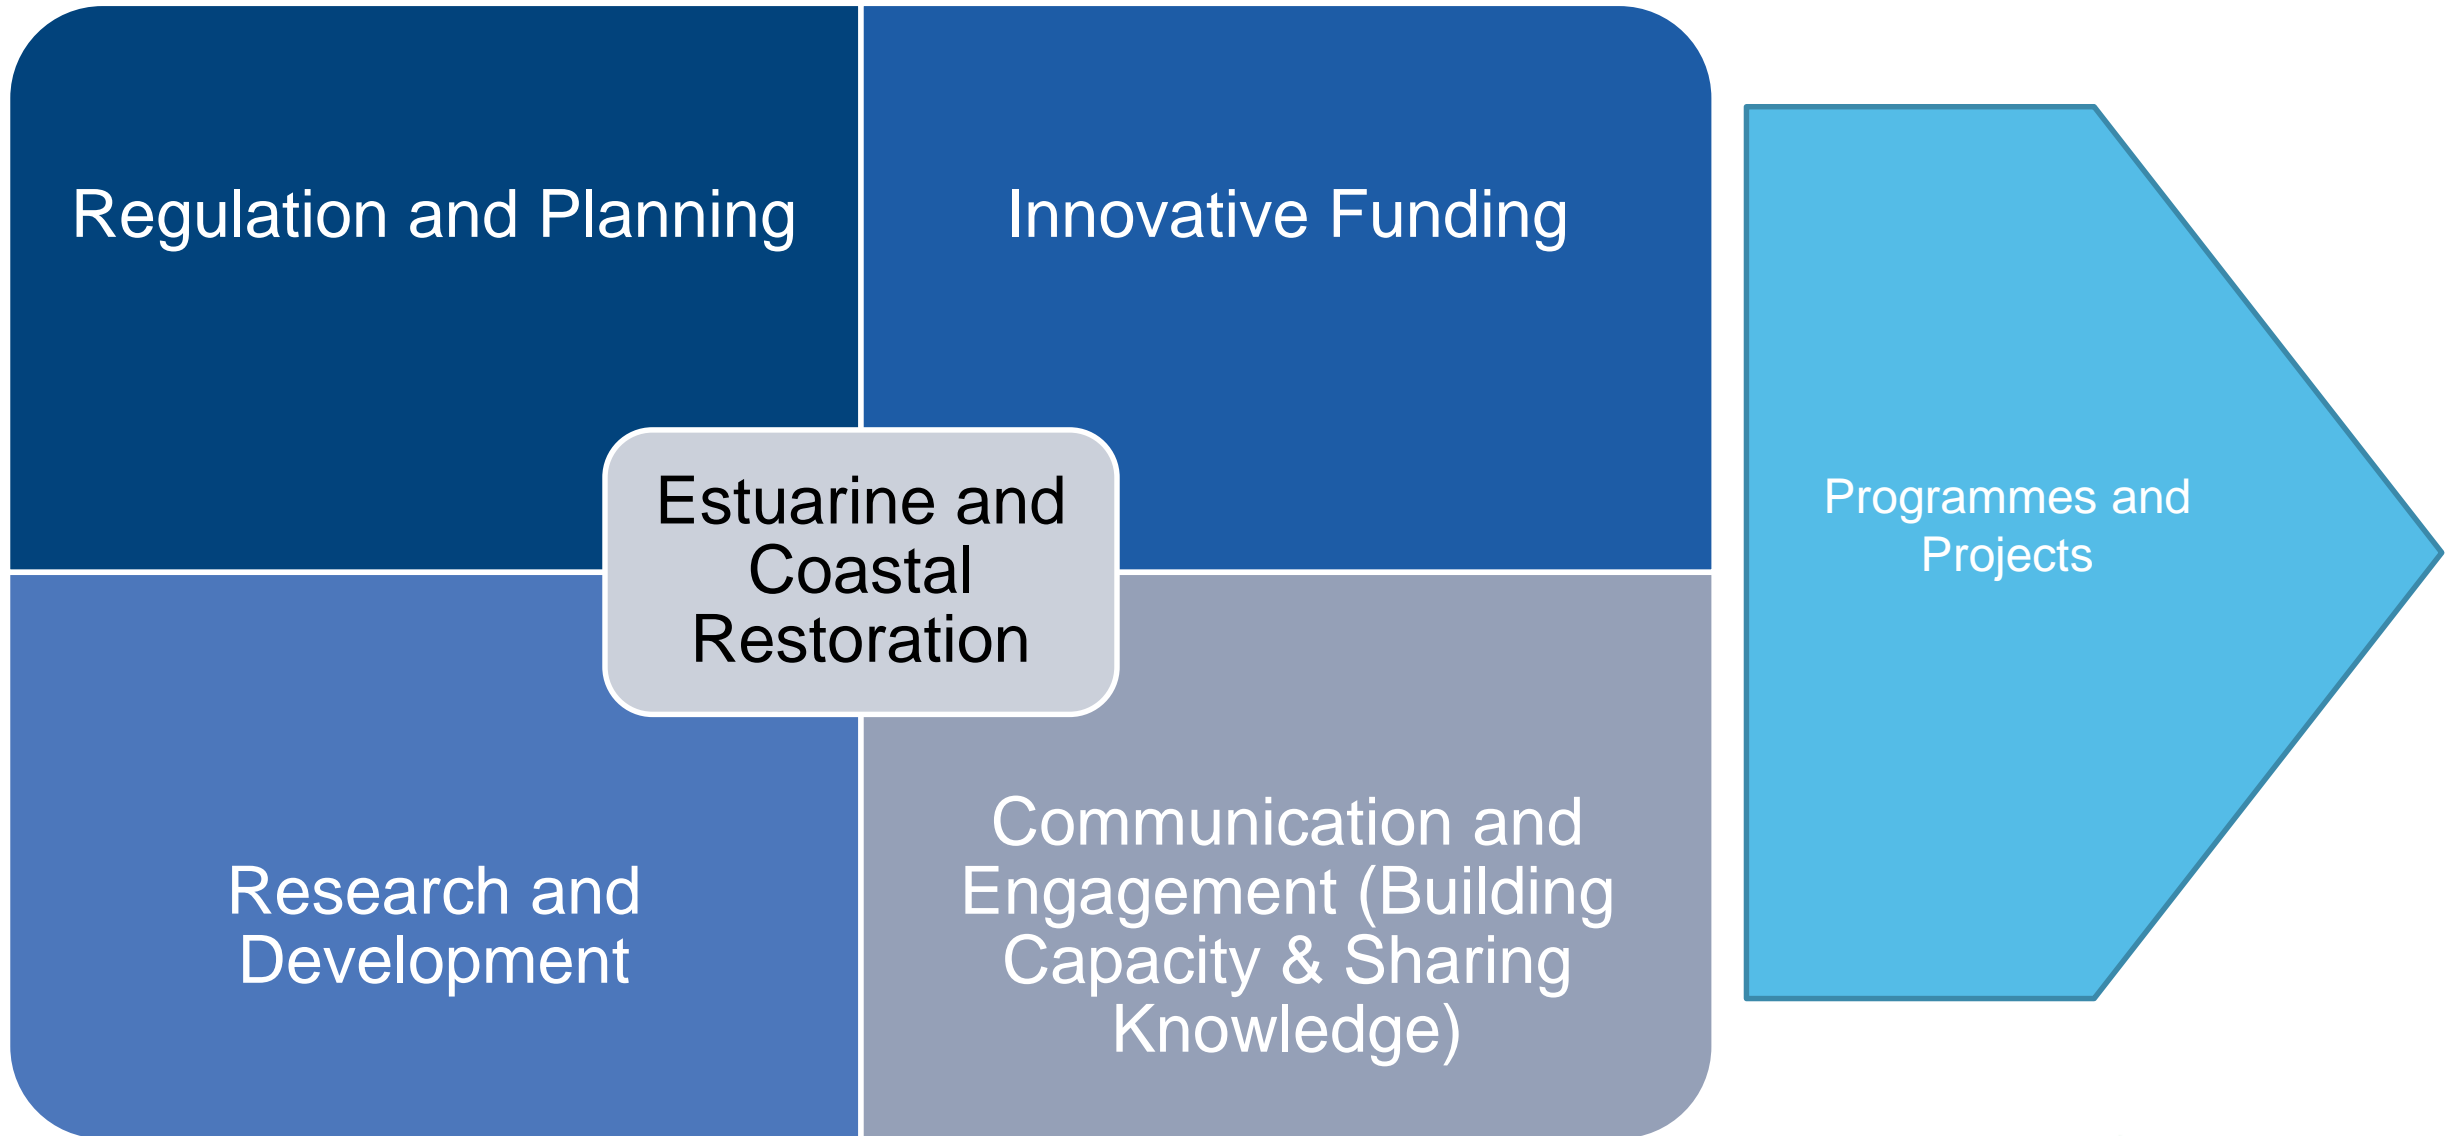 Regulation and Planning
Innovative Funding
Estuarine and
Coastal
Restoration
Research and
Development
Communication and
Engagement (Building
Capacity & Sharing
Knowledge)
Programmes and
Projects